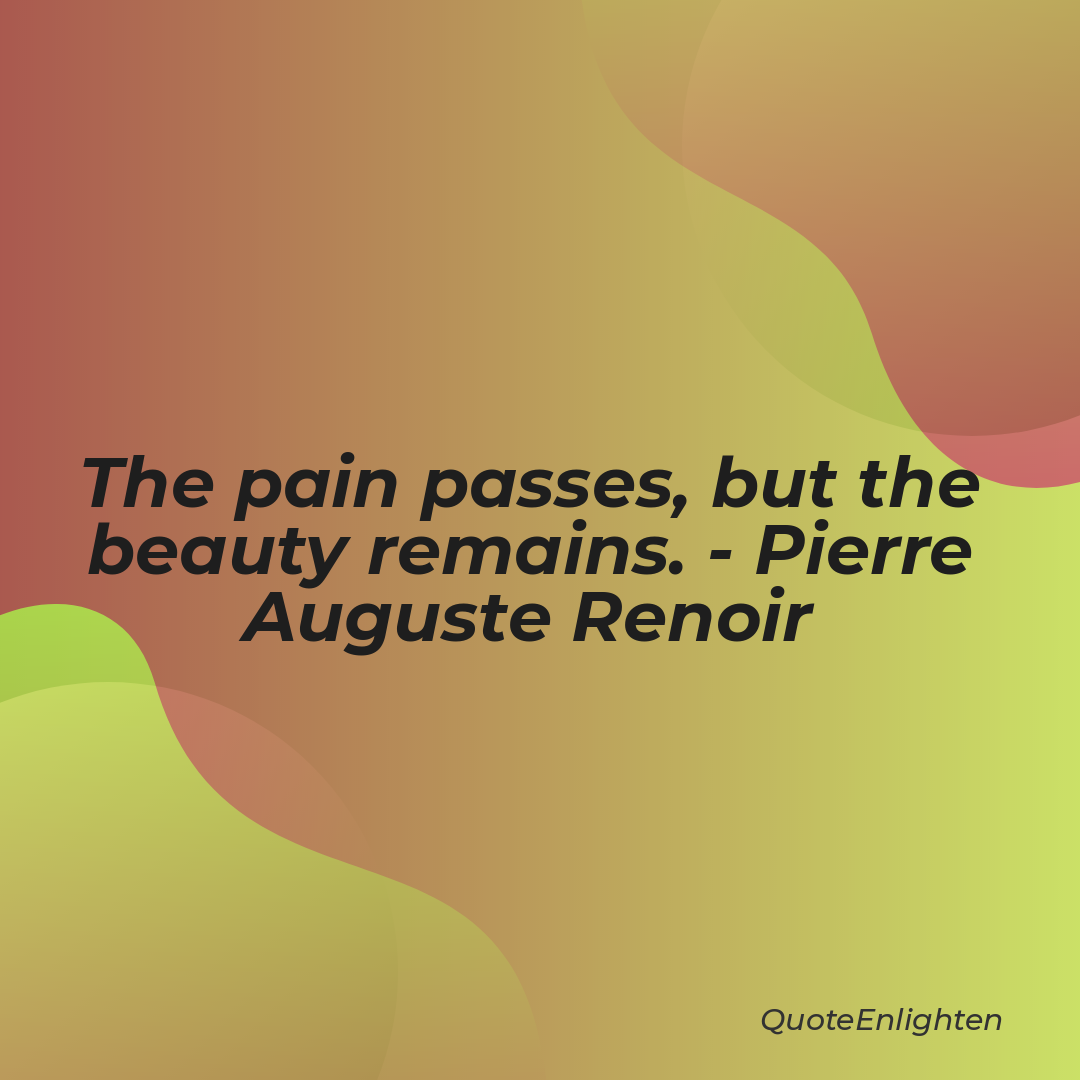 The pain passes, but the
beauty remains. - Pierre
Auguste Renoir
QuoteEnlighten